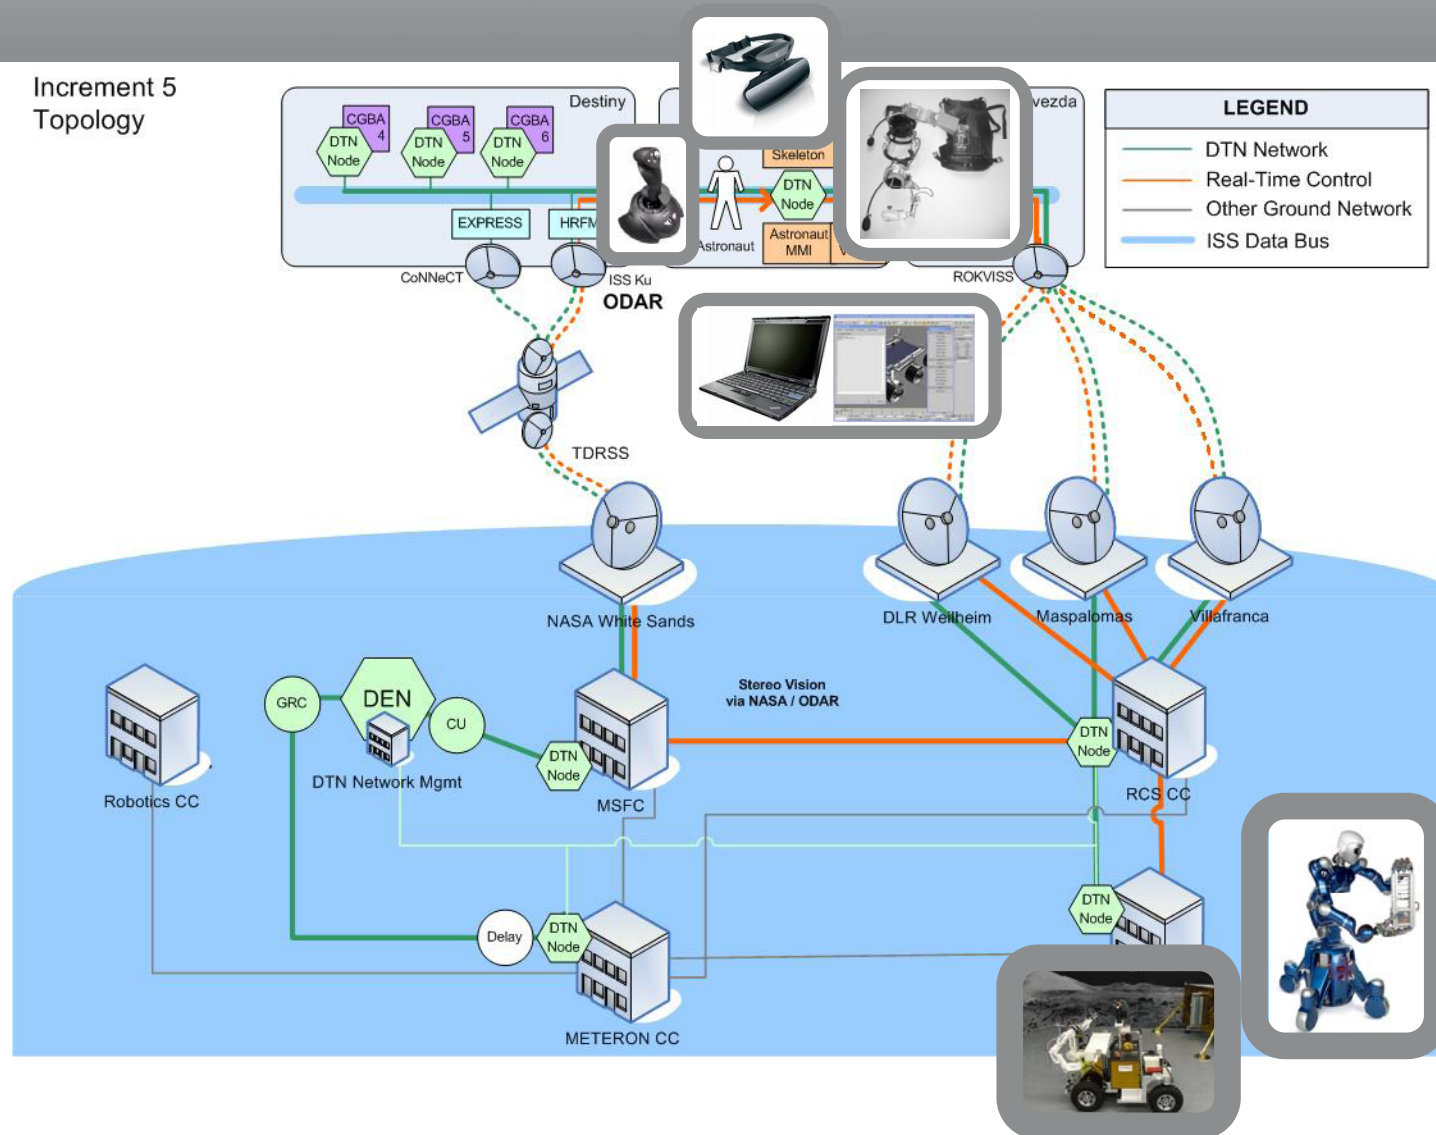 Increment 5
Topology
Destiny
CGBA
4
CGBA
5
CGBA
6
DTN
Node
DTN
Node
DTN
Node
EXPRESS
HRFM
CoNNeCT
ISS Ku
ODAR
Astronaut
Skeleton
DTN
Node
Astronaut
MMI
V
vezda
ROKVISS
LEGEND
DTN Network
Real-Time Control
Other Ground Network
ISS Data Bus
TDRSS
NASA White Sands
DLR Weilheim
Maspalomas
Villafranca
Stereo Vision
via NASA / ODAR
GRC
DEN
CU
DTN
Node
DTN
Node
DTN Network Mgmt
Robotics CC
MSFC
RCS CC
Delay
DTN
Node
DTN
Node
METERON CC